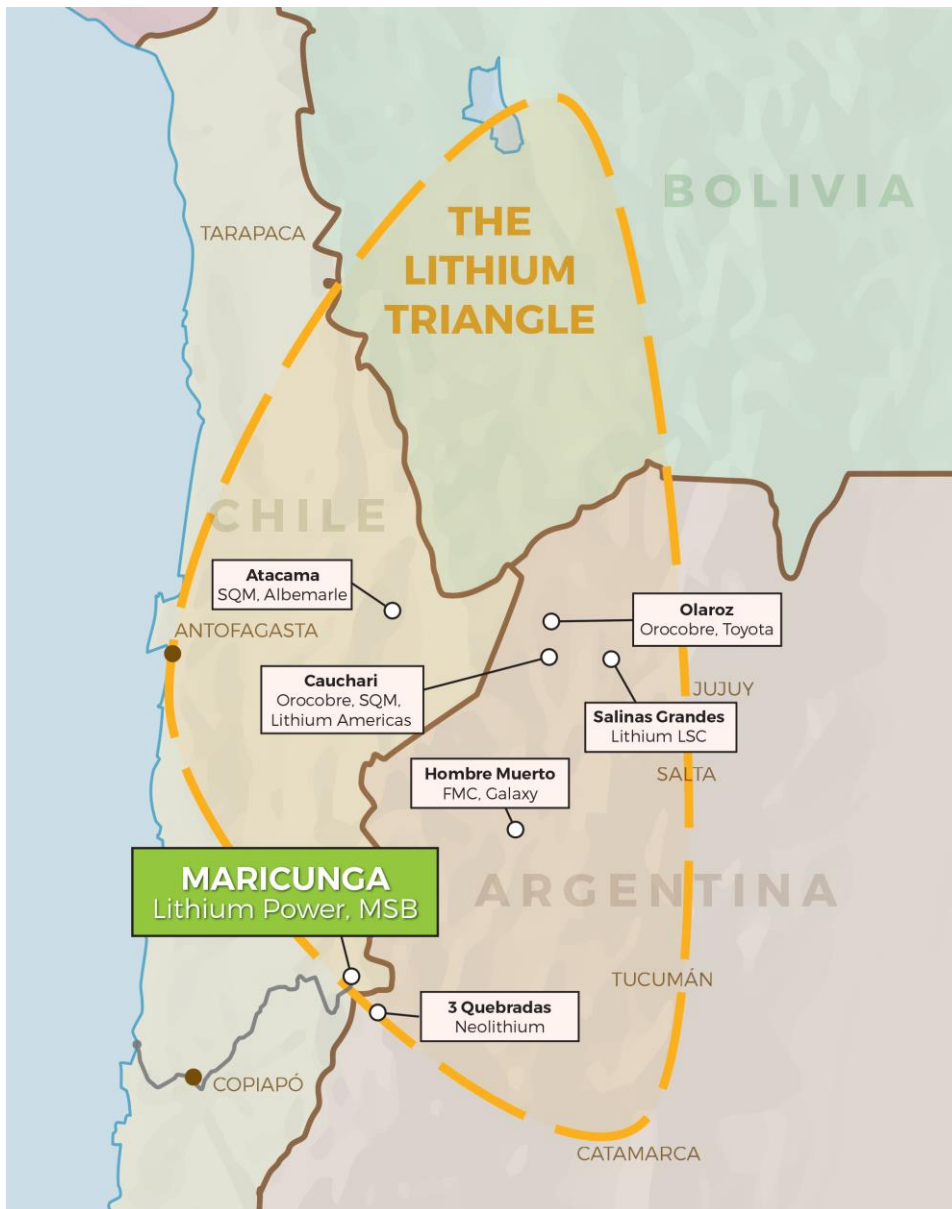 BOLIVIA
THE
LITHIUM
TRIANGLE
TARAPACA
CHILE
Atacama
SQM, Albemarle
ANTOFAGASTA
Olaroz
Orocobre, Toyota
Cauchari
Orocobre, SQM,
Lithium Americas
JUJUY
Salinas Grandes
Lithium LSC
SALTA
Hombre Muerto
FMC, Galaxy
MARICUNGA
Lithium Power, MSB
ARGENTINA
TUCUMÁN
3 Quebradas
Neolithium
COPIAPÓ
CATAMARCA